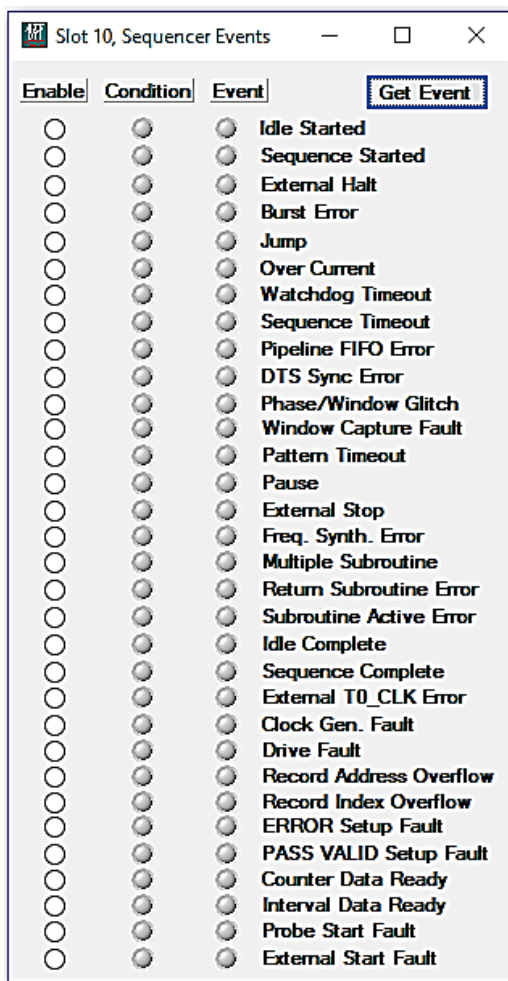 Slot 10, Sequencer Events
Enable Condition Event Get Event
Idle Started
Sequence Started
External Halt
Burst Error
Jump
Over Current
Watchdog Timeout
Sequence Timeout
Pipeline FIFO Error
DTS Sync Error
Phase/Window Glitch
Window Capture Fault
Pattern Timeout
Pause
External Stop
Freq. Synth. Error
Multiple Subroutine
Return Subroutine Error
Subroutine Active Error
Idle Complete
Sequence Complete
External T0_CLK Error
Clock Gen. Fault
Drive Fault
Record Address Overflow
Record Index Overflow
ERROR Setup Fault
PASS VALID Setup Fault
Counter Data Ready
Interval Data Ready
Probe Start Fault
External Start Fault